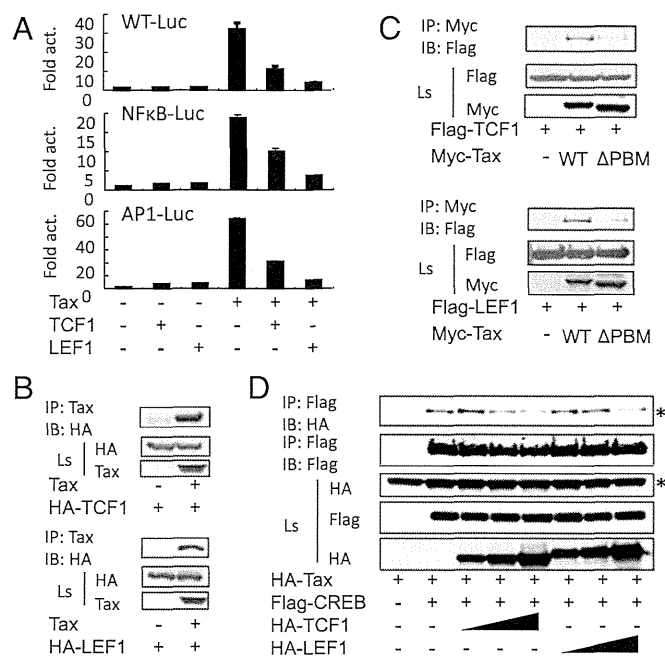 A
WT-Luc
Fold act.
40
30
20
10
0
NFκB-Luc
Fold act.
20
15
10
5
0
AP1-Luc
Fold act.
60
40
20
0
Tax - - - + + +
TCF1 - + - - + -
LEF1 - - + - - +
B
IP: Tax
IB: HA
Ls
HA
Tax
Tax - +
HA-TCF1 + +
IP: Tax
IB: HA
Ls
HA
Tax
Tax - +
HA-LEF1 + +
C
IP: Myc
IB: Flag
Ls
Flag
Myc
Flag-TCF1 + + +
Myc-Tax - WT ΔPBM
IP: Myc
IB: Flag
Ls
Flag
Myc
Flag-LEF1 + + +
Myc-Tax - WT ΔPBM
D
IP: Flag
IB: HA
*
IP: Flag
IB: Flag
Ls
HA
*
Flag
HA
HA-Tax + + + + + + + +
Flag-CREB - + + + + + + +
HA-TCF1 - - - - -
HA-LEF1 - - - - -